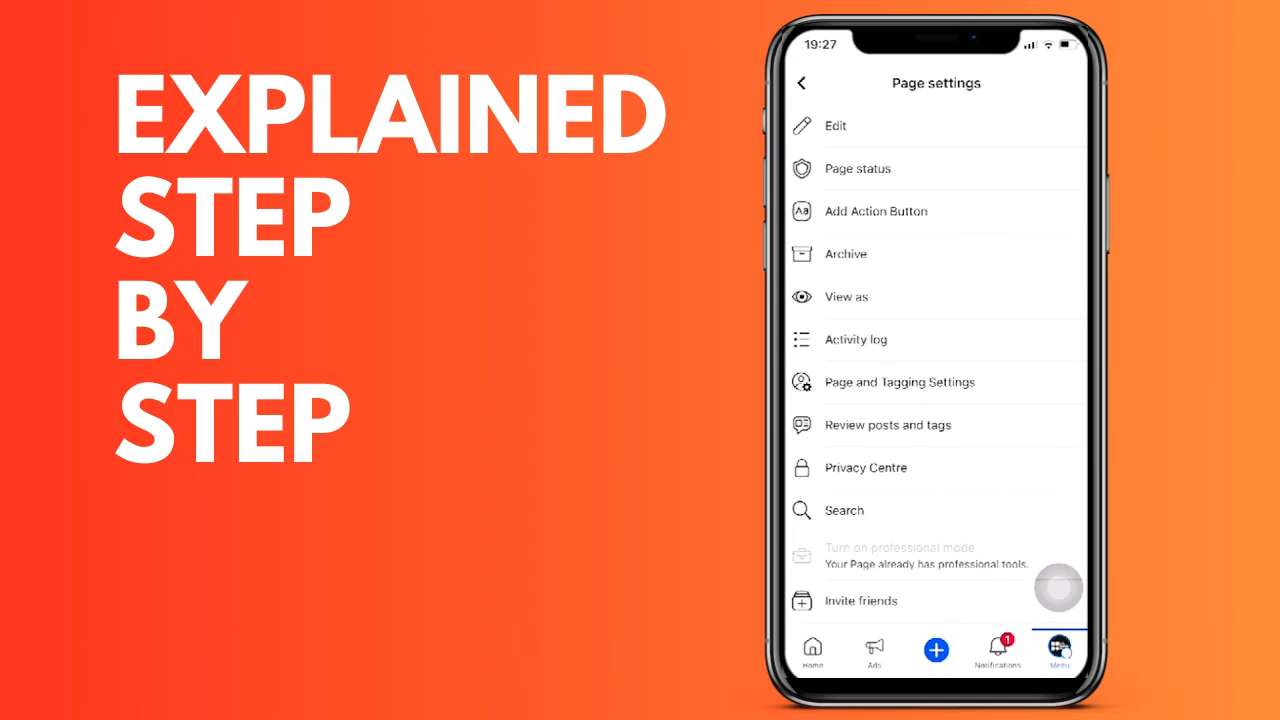 EXPLAINED
STEP
BY
STEP
19:27
Page settings
Edit
Page status
Aa
Add Action Button
Archive
View as
Activity log
Page and Tagging Settings
Review posts and tags
Privacy Centre
Search
Turn on professional mode
Your Page already has professional tools.
Invite friends
1
Home
Ads
Notifications
Menu